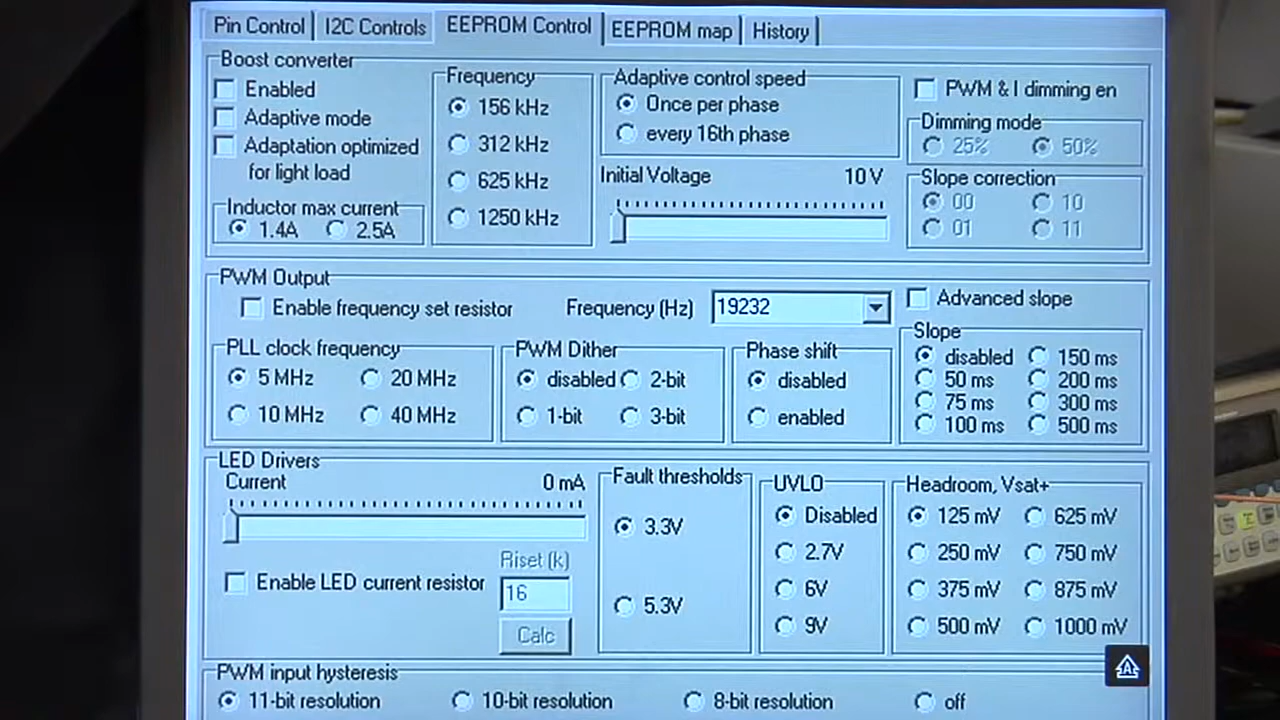 Pin Control I2C Controls EEPROM Control EEPROM map History
Boost converter
Enabled
Adaptive mode
Adaptation optimized
for light load
Inductor max current
1.4A 2.5A
Frequency
156 kHz
312 kHz
625 kHz
1250 kHz
Adaptive control speed
Once per phase
every 16th phase
Initial Voltage 10 V
PWM & I dimming en
Dimming mode
25% 50%
Slope correction
00 10
01 11
PWM Output
Enable frequency set resistor Frequency (Hz) 19232
PLL clock frequency
5 MHz 20 MHz
10 MHz 40 MHz
PWM Dither
disabled 2-bit
1-bit 3-bit
Phase shift
disabled
enabled
Advanced slope
Slope
disabled 150 ms
50 ms 200 ms
75 ms 300 ms
100 ms 500 ms
LED Drivers
Current 0 mA
Enable LED current resistor
Riset (k)
16
Calc
Fault thresholds
3.3V
5.3V
UVLO
Disabled
2.7V
6V
9V
Headroom, Vsat+
125 mV 625 mV
250 mV 750 mV
375 mV 875 mV
500 mV 1000 mV
PWM input hysteresis
11-bit resolution 10-bit resolution 8-bit resolution off